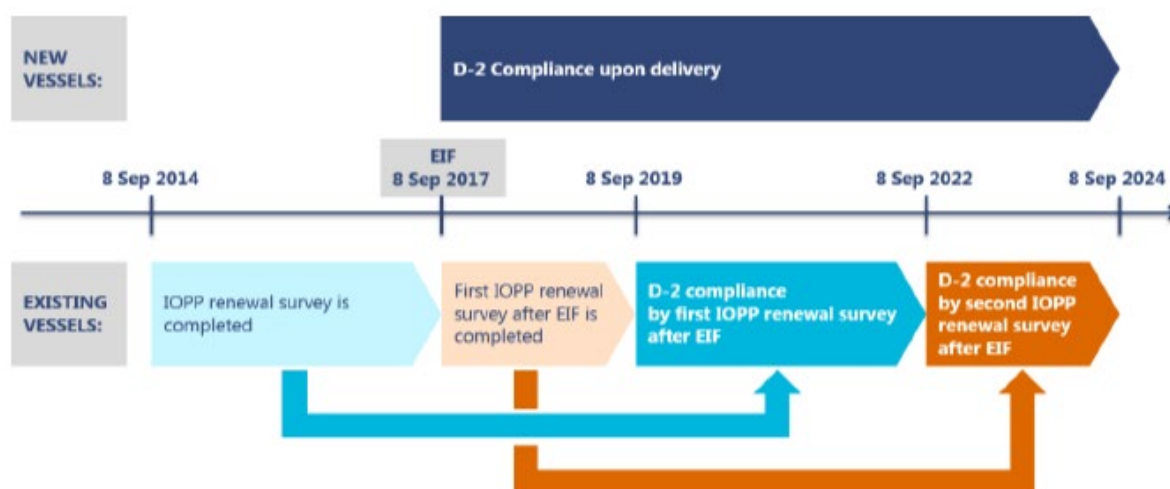 NEW
VESSELS:
D-2 Compliance upon delivery
EIF
8 Sep 2014
8 Sep 2017
8 Sep 2019
8 Sep 2022
8 Sep 2024
EXISTING
VESSELS:
IOPP renewal survey is
completed
First IOPP renewal
survey after EIF is
completed
D-2 compliance
by first IOPP renewal survey
after EIF
D-2 compliance
by second IOPP
renewal survey
after EIF